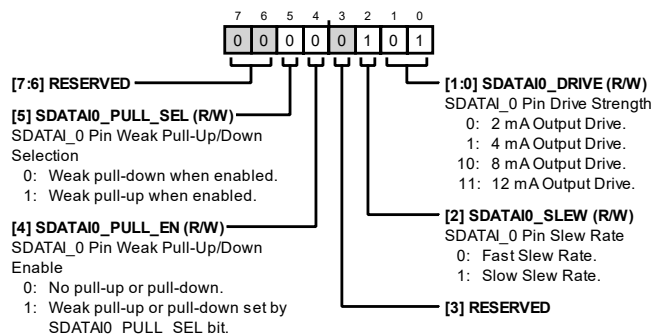 7 6 5 4 3 2 1 0
0 0 0 0 0 1 0 1
[7:6] RESERVED
[5] SDATAI0_PULL_SEL (R/W)
SDATAI_0 Pin Weak Pull-Up/Down
Selection
0: Weak pull-down when enabled.
1: Weak pull-up when enabled.
[4] SDATAI0_PULL_EN (R/W)
SDATAI_0 Pin Weak Pull-Up/Down
Enable
0: No pull-up or pull-down.
1: Weak pull-up or pull-down set by
SDATAI0_PULL_SEL bit.
[1:0] SDATAI0_DRIVE (R/W)
SDATAI_0 Pin Drive Strength
0: 2 mA Output Drive.
1: 4 mA Output Drive.
10: 8 mA Output Drive.
11: 12 mA Output Drive.
[2] SDATAI0_SLEW (R/W)
SDATAI_0 Pin Slew Rate
0: Fast Slew Rate.
1: Slow Slew Rate.
[3] RESERVED